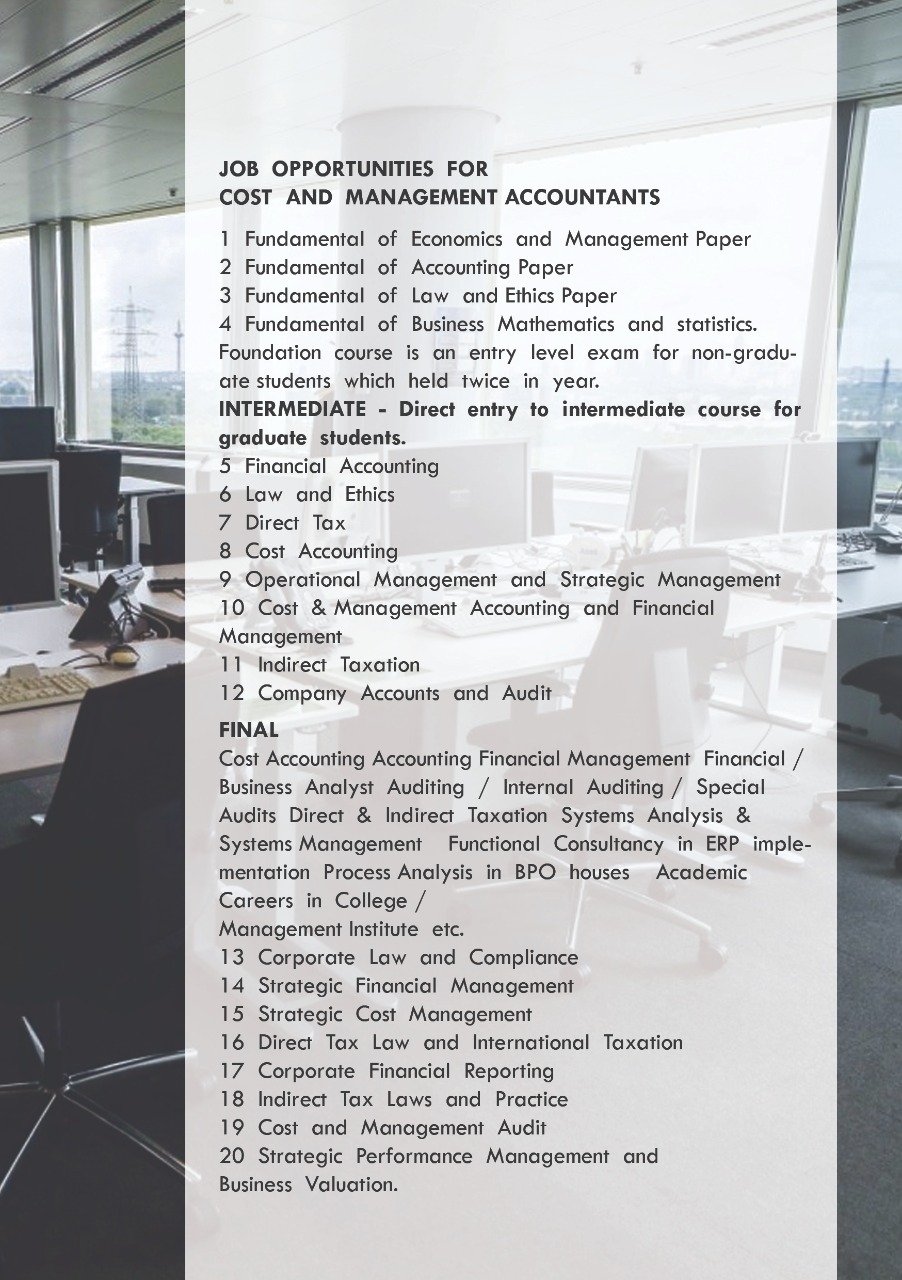 JOB OPPORTUNITIES FOR
COST AND MANAGEMENT ACCOUNTANTS
1 Fundamental of Economics and Management Paper
2 Fundamental of Accounting Paper
3 Fundamental of Law and Ethics Paper
4 Fundamental of Business Mathematics and statistics.
Foundation course is an entry level exam for non-gradu-
ate students which held twice in year.
INTERMEDIATE - Direct entry to intermediate course for
graduate students.
5 Financial Accounting
6 Law and Ethics
7 Direct Tax
8 Cost Accounting
9 Operational Management and Strategic Management
10 Cost & Management Accounting and Financial
Management
11 Indirect Taxation
12 Company Accounts and Audit
FINAL
Cost Accounting Accounting Financial Management Financial /
Business Analyst Auditing / Internal Auditing / Special
Audits Direct & Indirect Taxation Systems Analysis &
Systems Management Functional Consultancy in ERP imple-
mentation Process Analysis in BPO houses Academic
Careers in College /
Management Institute etc.
13 Corporate Law and Compliance
14 Strategic Financial Management
15 Strategic Cost Management
16 Direct Tax Law and International Taxation
17 Corporate Financial Reporting
18 Indirect Tax Laws and Practice
19 Cost and Management Audit
20 Strategic Performance Management and
Business Valuation.